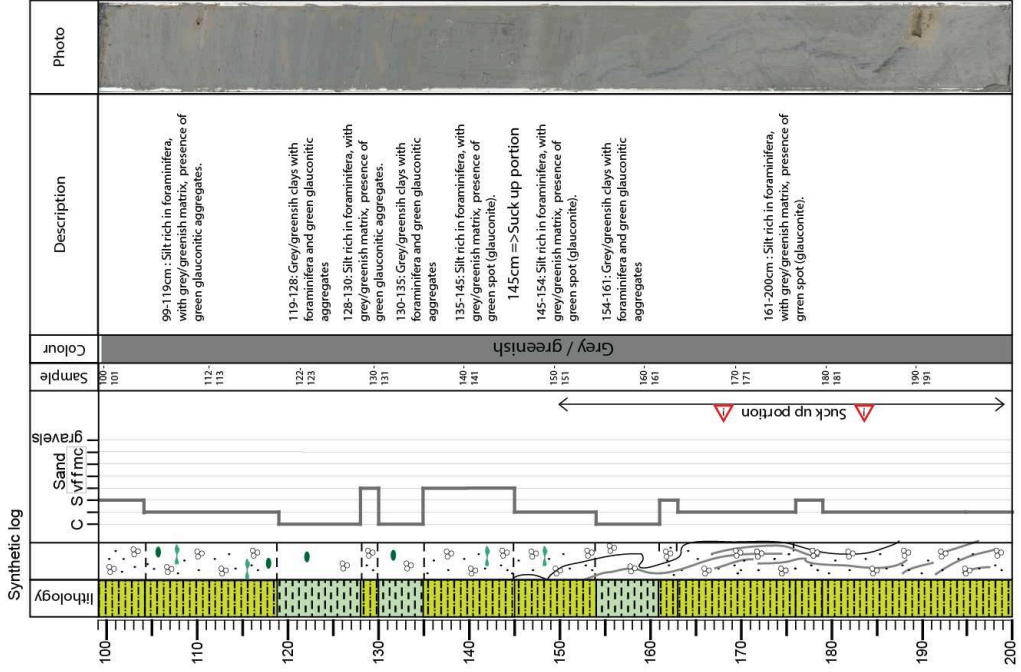 Synthetic log
lithology
C S vf f m c
Sand
gravels
Sample
Colour
Description
Photo
Grey / greenish
Suck up portion
!
!
100-
101
112-
113
122-
123
130-
131
140-
141
150-
151
160-
161
170-
171
180-
181
190-
191
99-119cm : Silt rich in foraminifera,
with grey/greenish matrix, presence of
green glauconitic aggregates.
119-128: Grey/greensih clays with
foraminifera and green glauconitic
aggregates
128-130: Silt rich in foraminifera, with
grey/greenish matrix, presence of
green glauconitic aggregates.
130-135: Grey/greensih clays with
foraminifera and green glauconitic
aggregates
135-145: Silt rich in foraminifera, with
grey/greenish matrix, presence of
green spot (glauconite).
145cm =>Suck up portion
145-154: Silt rich in foraminifera, with
grey/greenish matrix, presence of
green spot (glauconite).
154-161: Grey/greensih clays with
foraminifera and green glauconitic
aggregates
161-200cm : Silt rich in foraminifera,
with grey/greenish matrix, presence of
green spot (glauconite).
100
110
120
130
140
150
160
170
180
190
200